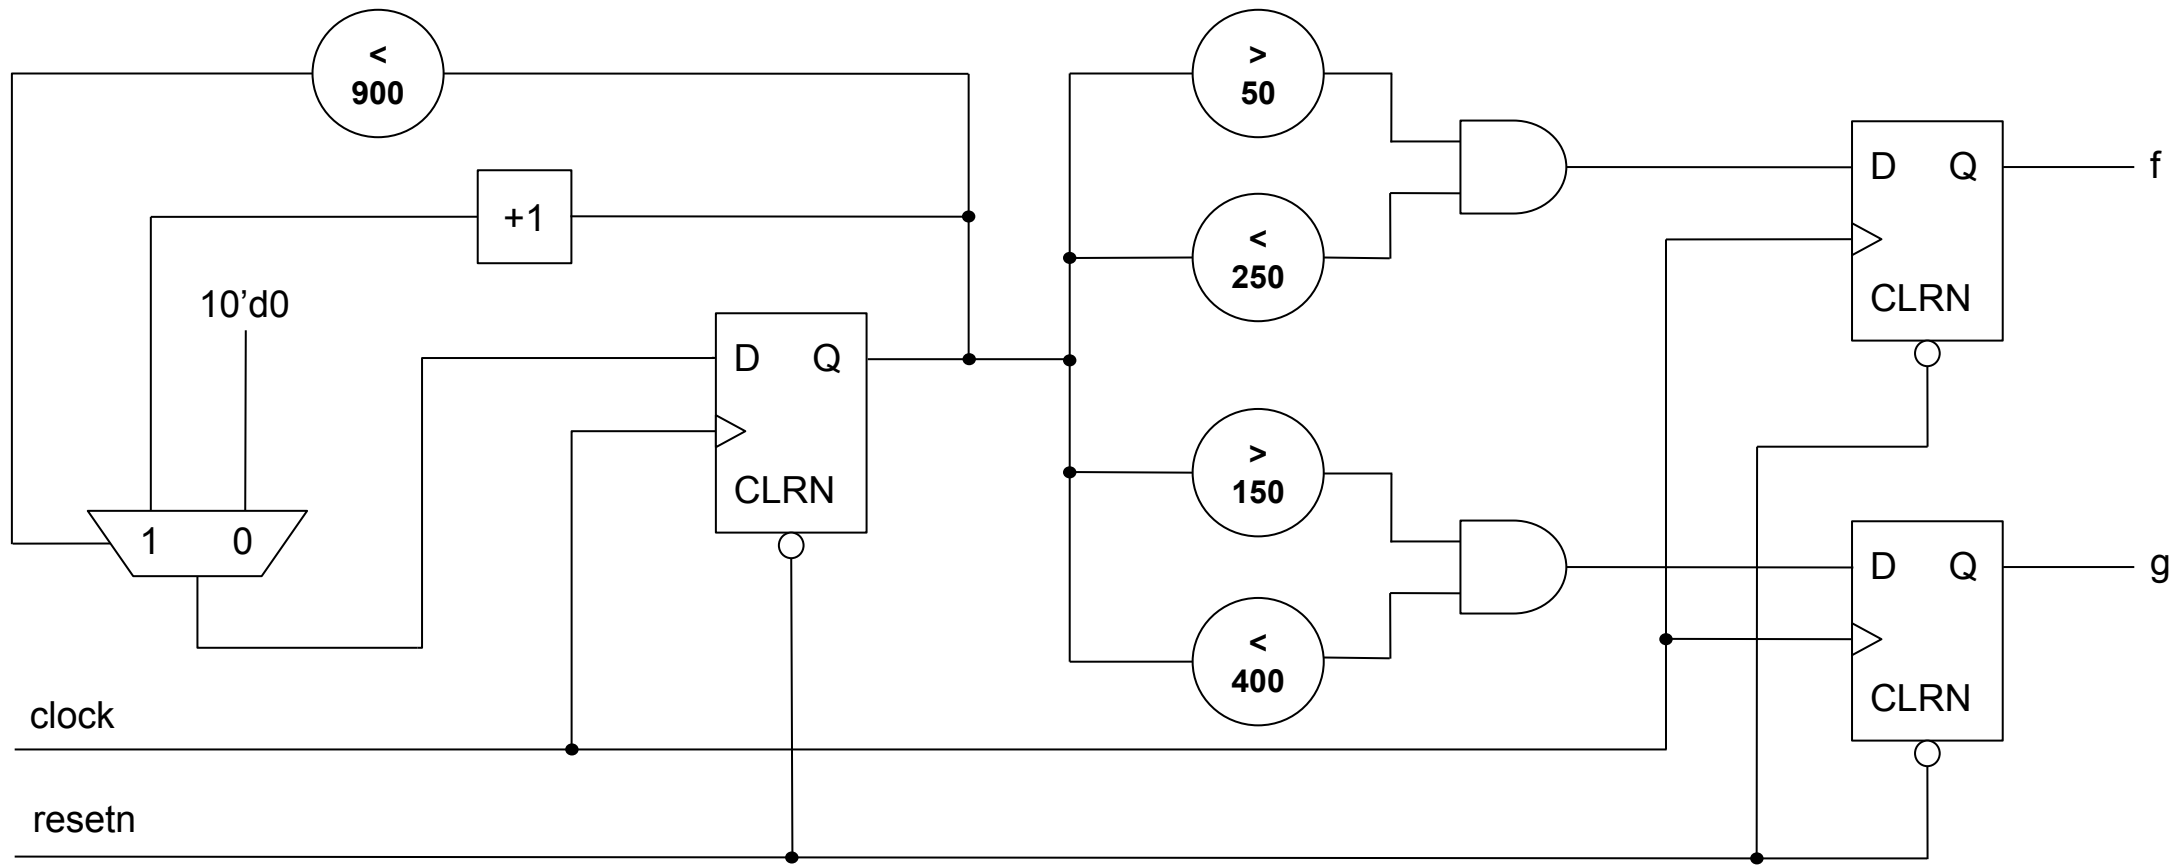 <
900
>
50
+1
<
250
10’d0
D Q
CLRN
D Q
CLRN
f
>
150
1 0
<
400
D Q
CLRN
g
clock
resetn